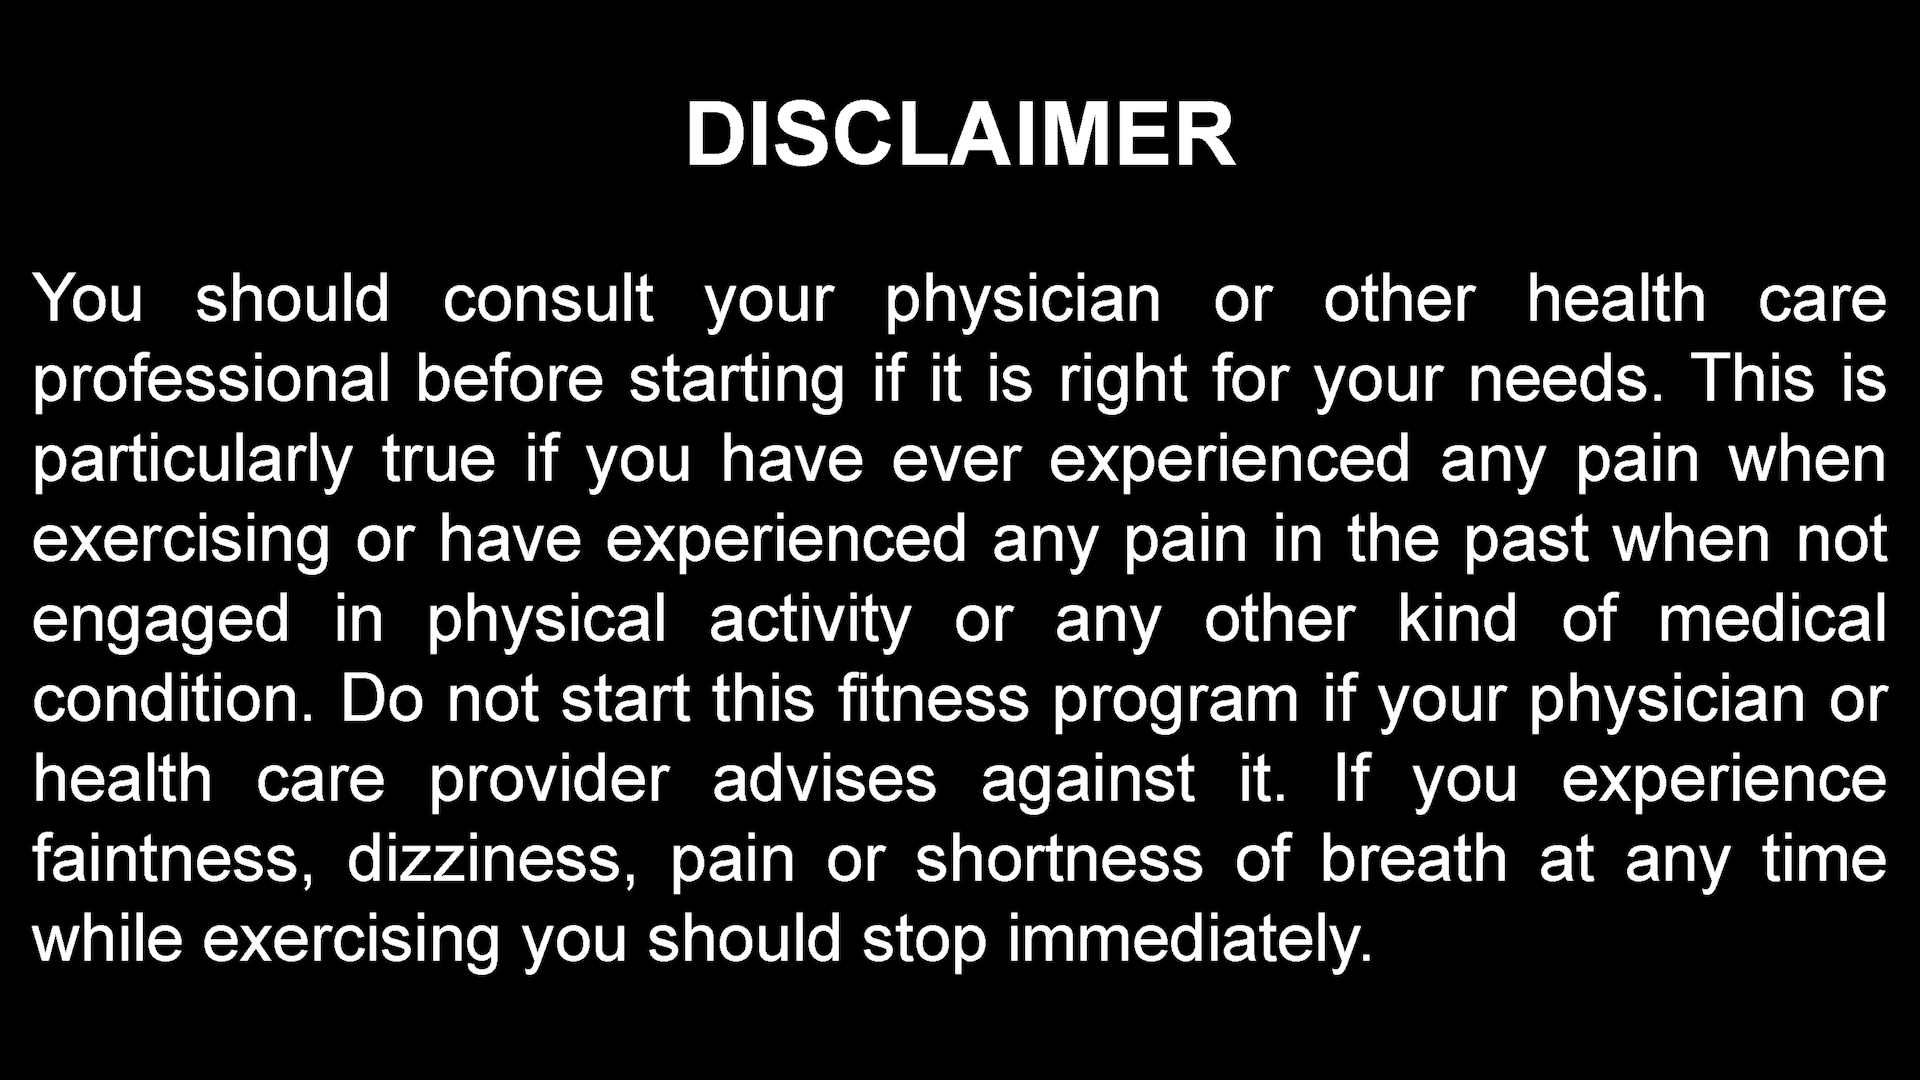 DISCLAIMER
You should consult your physician or other health care
professional before starting if it is right for your needs. This is
particularly true if you have ever experienced any pain when
exercising or have experienced any pain in the past when not
engaged in physical activity or any other kind of medical
condition. Do not start this fitness program if your physician or
health care provider advises against it. If you experience
faintness, dizziness, pain or shortness of breath at any time
while exercising you should stop immediately.